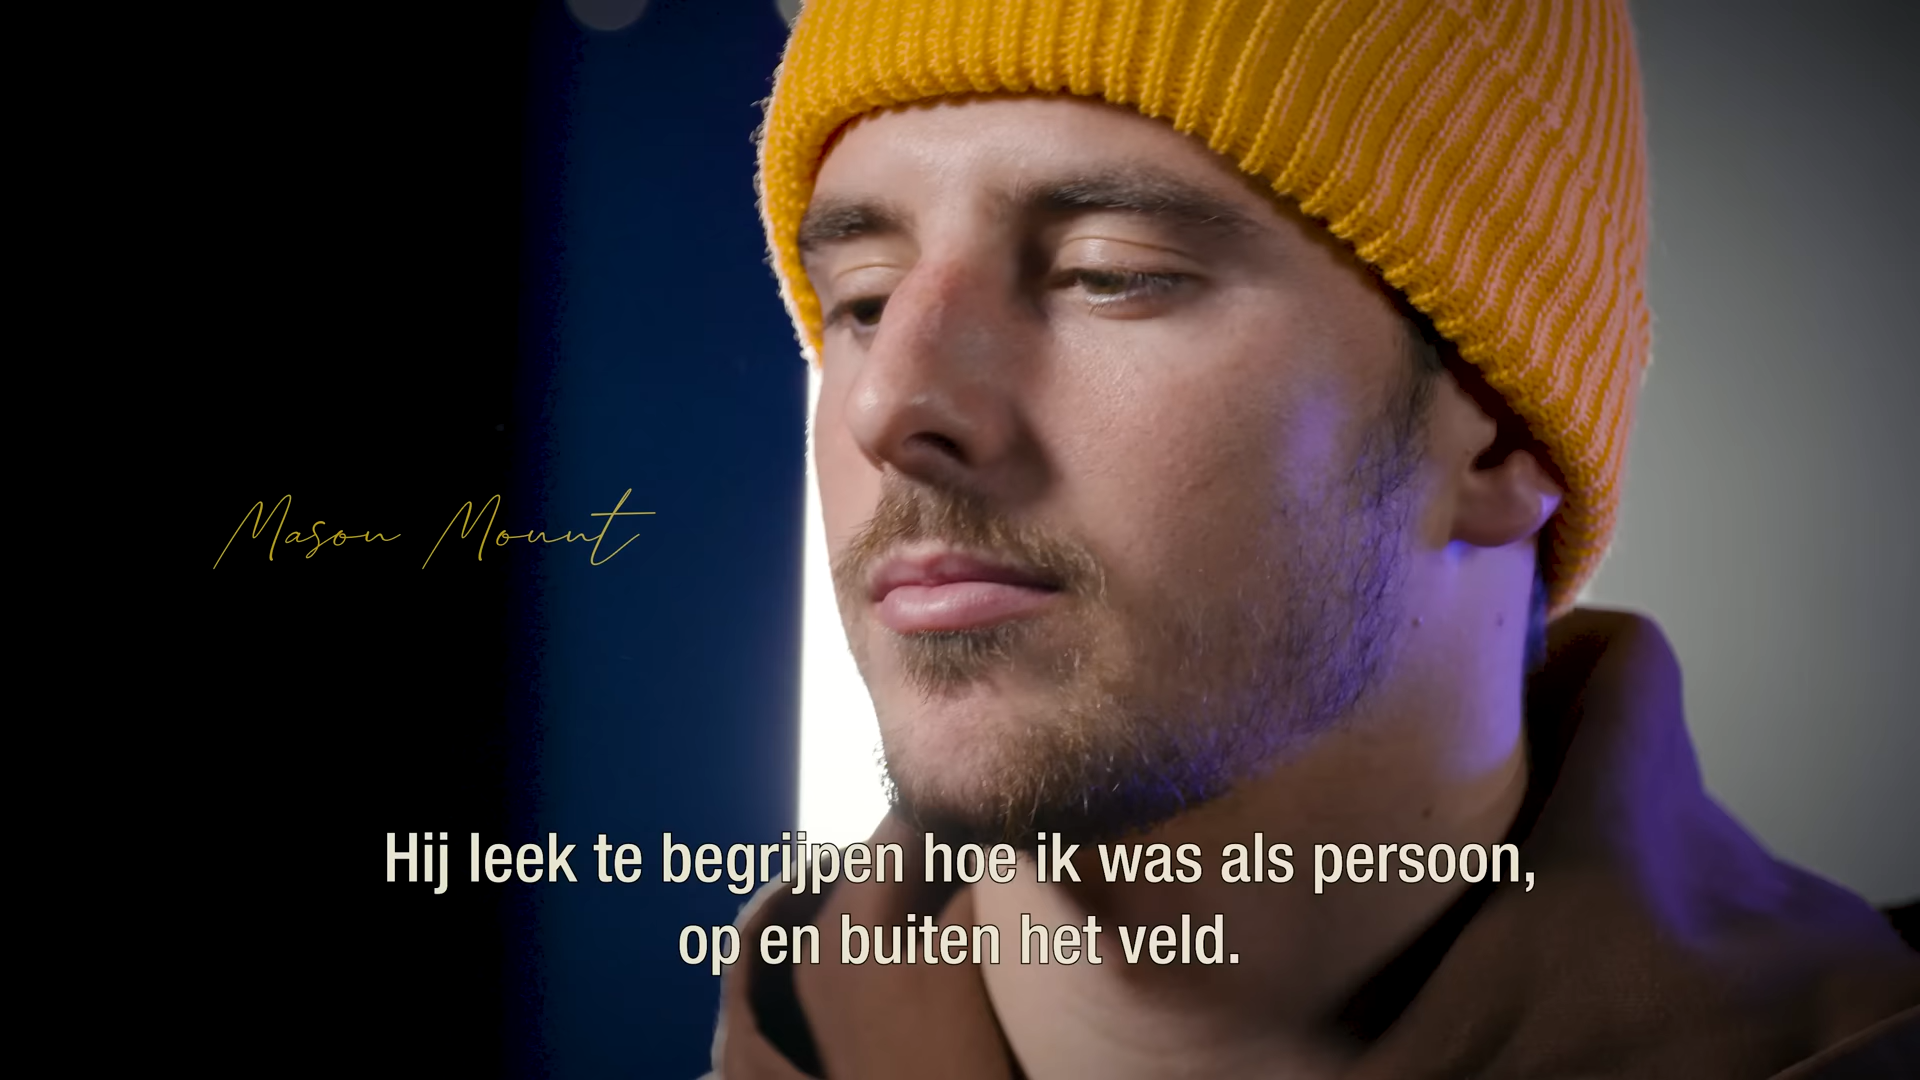 Mason Mount
Hij leek te begrijpen hoe ik was als persoon,
op en buiten het veld.